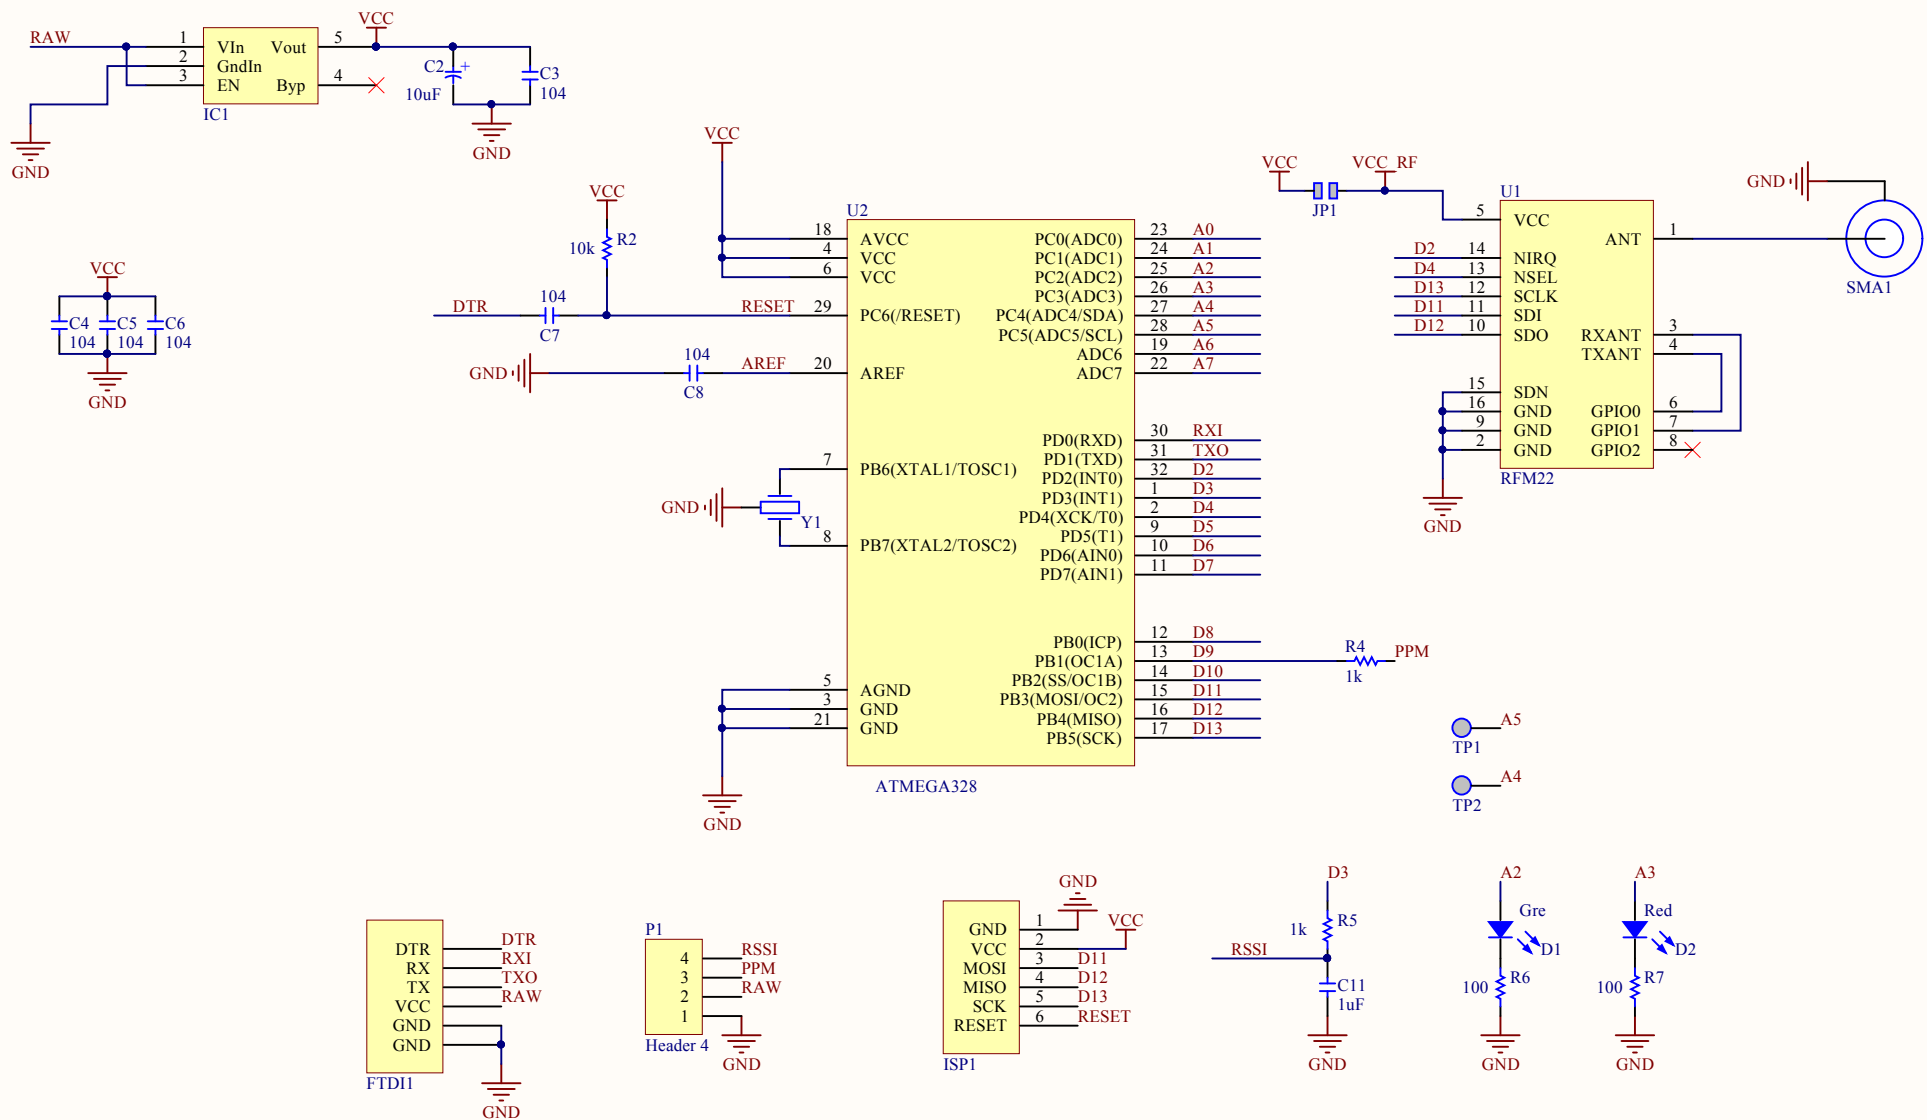 RAW
1 VIn Vout 5
2 GndIn
3 EN Byp 4
IC1
GND
VCC
C2 +
10uF
C3
104
GND
VCC
C4 C5 C6
104 104 104
GND
VCC
10k R2
DTR 104 C7 RESET
GND 104 C8 AREF
VCC
U2
18 AVCC
4 VCC
6 VCC
29 PC6(/RESET)
20 AREF
7 PB6(XTAL1/TOSC1)
GND Y1
8 PB7(XTAL2/TOSC2)
5 AGND
3 GND
21 GND
GND
PC0(ADC0) 23 A0
PC1(ADC1) 24 A1
PC2(ADC2) 25 A2
PC3(ADC3) 26 A3
PC4(ADC4/SDA) 27 A4
PC5(ADC5/SCL) 28 A5
ADC6 19 A6
ADC7 22 A7
PD0(RXD) 30 RXI
PD1(TXD) 31 TXO
PD2(INT0) 32 D2
PD3(INT1) 1 D3
PD4(XCK/T0) 2 D4
PD5(T1) 9 D5
PD6(AIN0) 10 D6
PD7(AIN1) 11 D7
PB0(ICP) 12 D8
PB1(OC1A) 13 D9
PB2(SS/OC1B) 14 D10
PB3(MOSI/OC2) 15 D11
PB4(MISO) 16 D12
PB5(SCK) 17 D13
ATMEGA328
R4 PPM
1k
VCC VCC_RF
JP1
U1
5 VCC
D2 14 NIRQ
D4 13 NSEL
D13 12 SCLK
D11 11 SDI
D12 10 SDO
15 SDN
16 GND
9 GND
2 GND
GND
ANT 1
RXANT 3
TXANT 4
GPIO0 6
GPIO1 7
GPIO2 8
RFM22
GND
SMA1
A5
TP1
A4
TP2
DTR DTR
RX RXI
TX TXO
VCC RAW
GND
GND
FTDI1
GND
P1
4 RSSI
3 PPM
2 RAW
1
Header 4
GND
GND
VCC
GND 1
VCC 2
MOSI 3 D11
MISO 4 D12
SCK 5 D13
RESET 6 RESET
ISP1
D3
1k R5
RSSI
C11
1uF
GND
A2
Gre
D1
100 R6
GND
A3
Red
D2
100 R7
GND